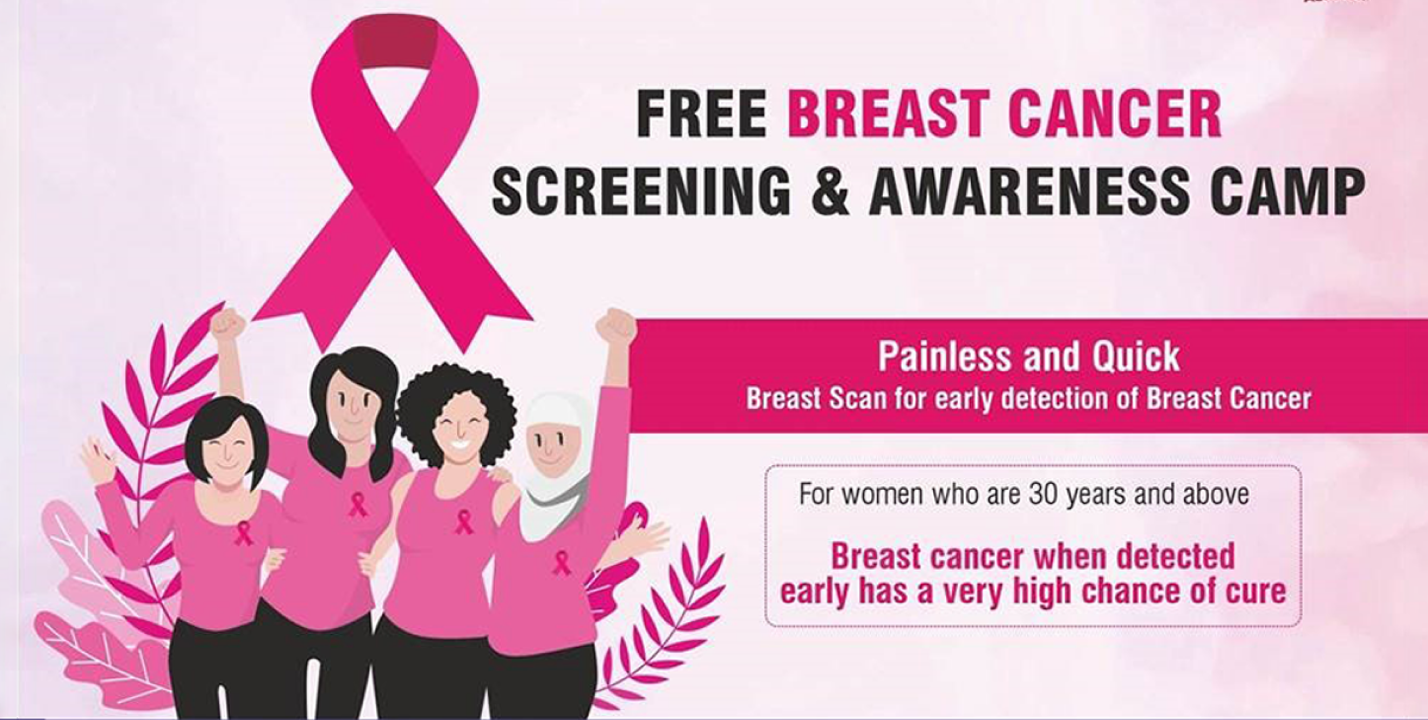 FREE BREAST CANCER
SCREENING & AWARENESS CAMP
Painless and Quick
Breast Scan for early detection of Breast Cancer
For women who are 30 years and above
Breast cancer when detected
early has a very high chance of cure